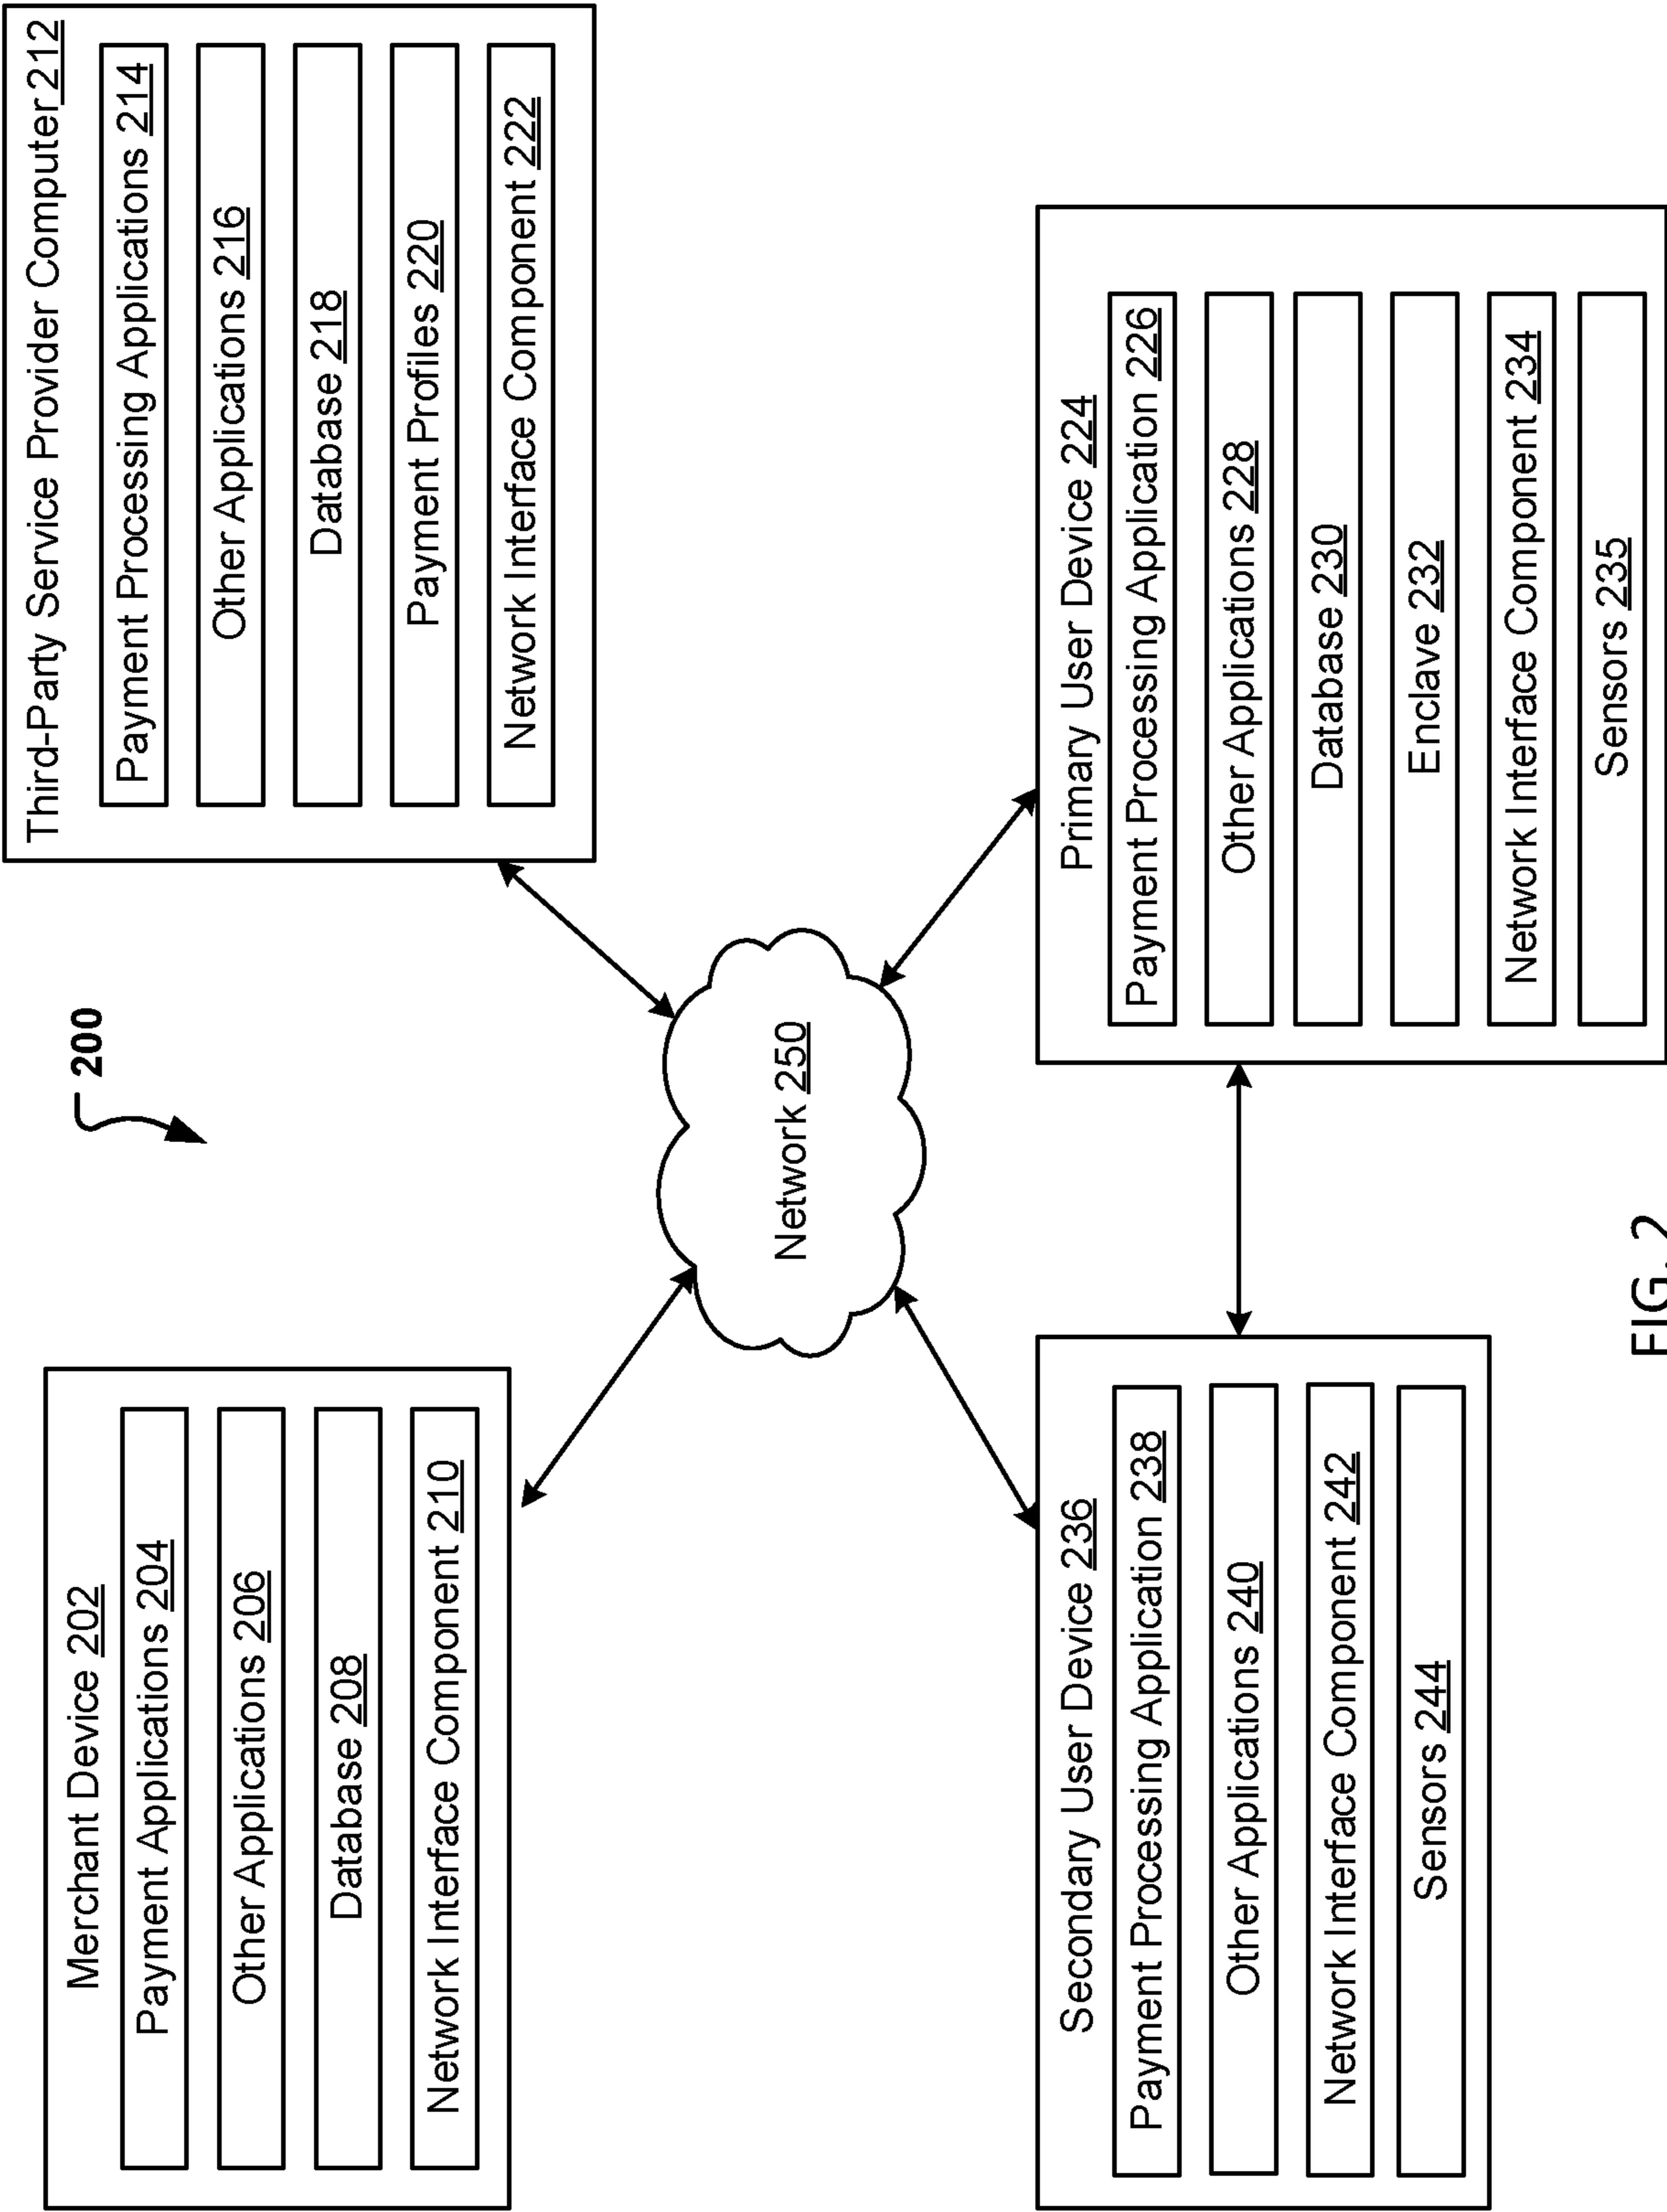 200
Merchant Device 202
Payment Applications 204
Other Applications 206
Database 208
Network Interface Component 210
Third-Party Service Provider Computer 212
Payment Processing Applications 214
Other Applications 216
Database 218
Payment Profiles 220
Network Interface Component 222
Network 250
Secondary User Device 236
Payment Processing Application 238
Other Applications 240
Network Interface Component 242
Sensors 244
Primary User Device 224
Payment Processing Application 226
Other Applications 228
Database 230
Enclave 232
Network Interface Component 234
Sensors 235
FIG. 2